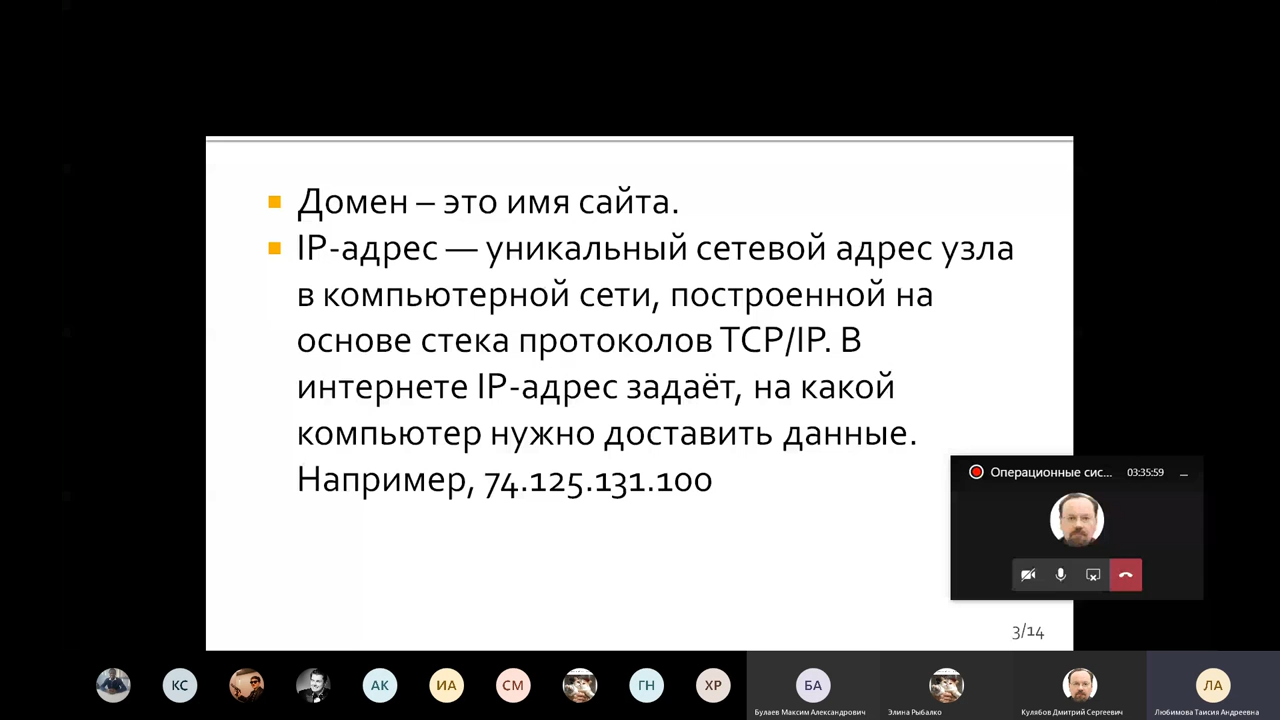 Домен – это имя сайта.
IP-адрес — уникальный сетевой адрес узла
в компьютерной сети, построенной на
основе стека протоколов TCP/IP. В
интернете IP-адрес задаёт, на какой
компьютер нужно доставить данные.
Например, 74.125.131.100
Операционные сис... 03:35:59
3/14
КС АК ИА СМ ГН ХР БА ЛА
Булаев Максим Александрович Элина Рыбалко Кулябов Дмитрий Сергеевич Любимова Таисия Андреевна